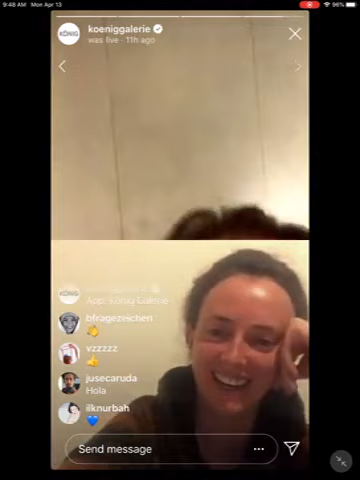 9:48 AM Mon Apr 13
96%
KÖNIG
koeniggalerie
was live · 11h ago
KÖNIG
App: König Galerie
bfragezeichen
vzzzzz
jusecaruda
Hola
ilknurbah
Send message